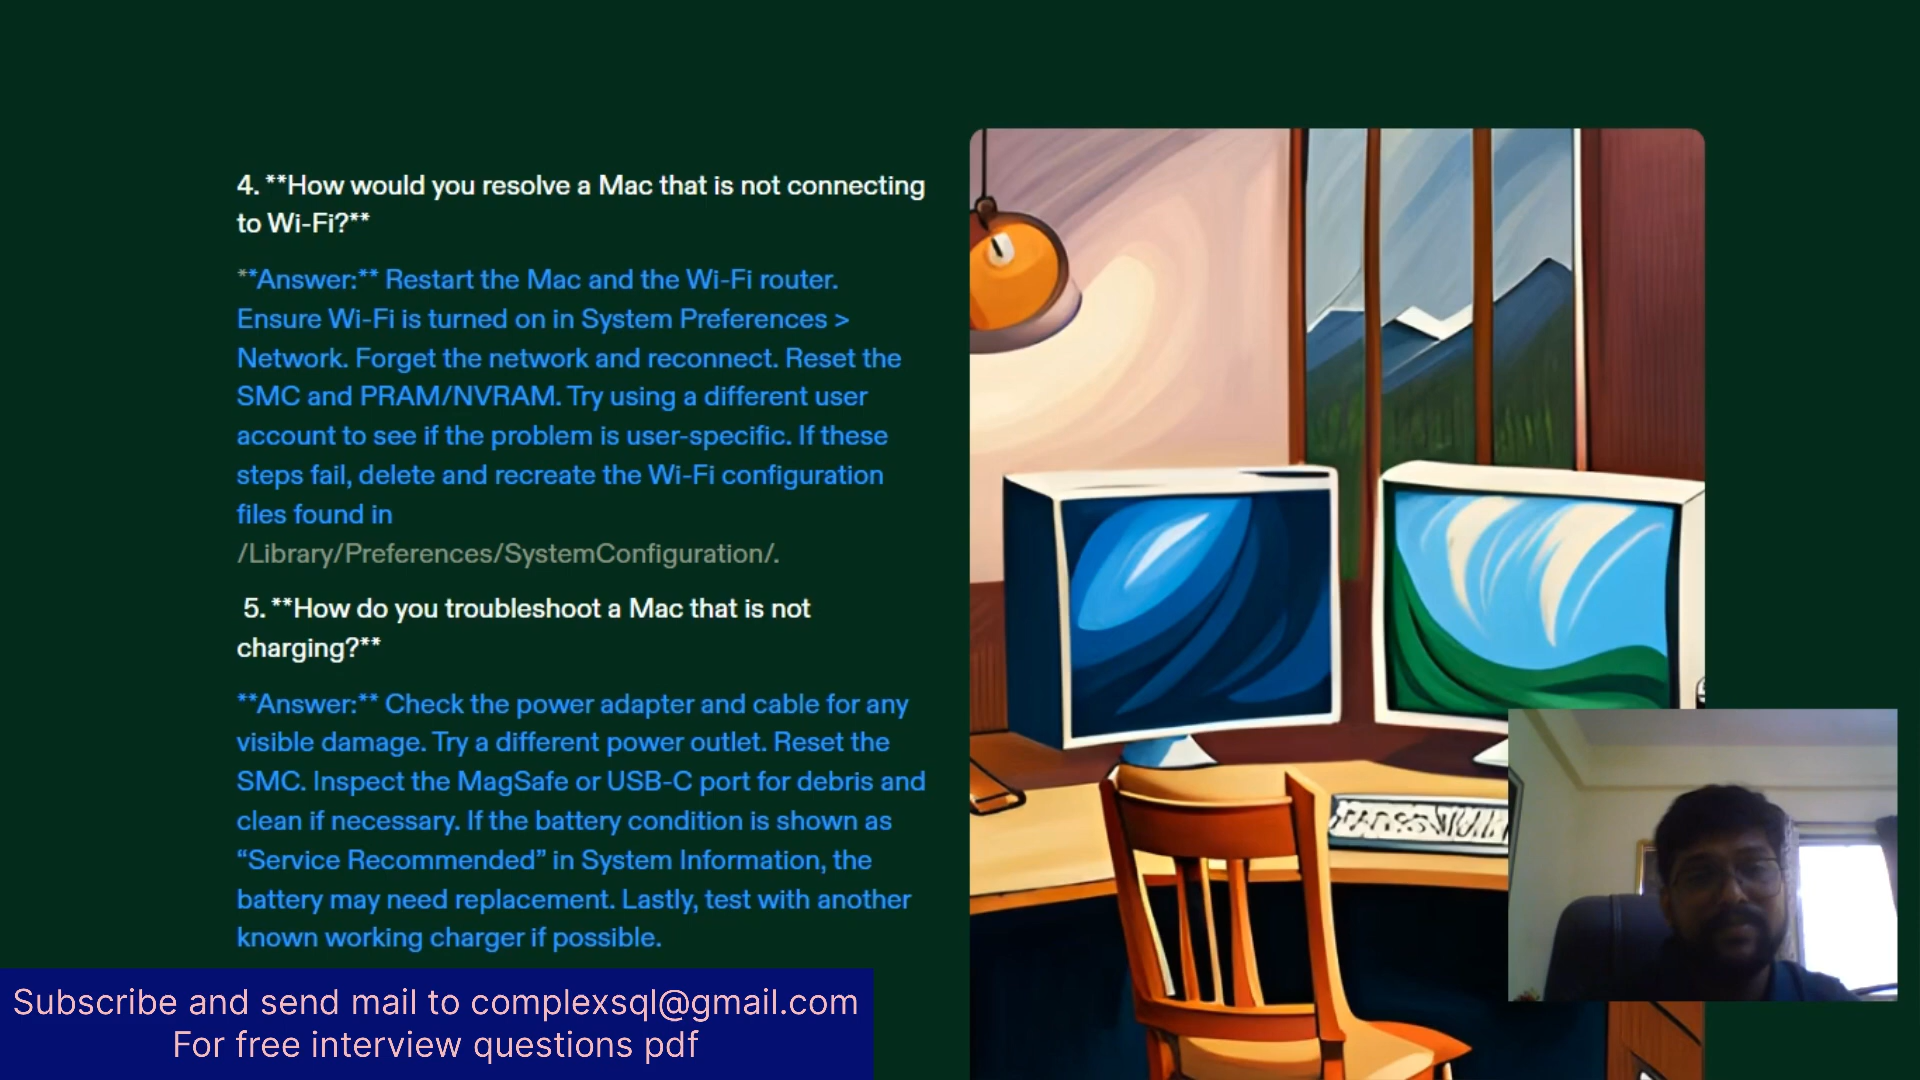 4. **How would you resolve a Mac that is not connecting
to Wi-Fi?**
**Answer:** Restart the Mac and the Wi-Fi router.
Ensure Wi-Fi is turned on in System Preferences >
Network. Forget the network and reconnect. Reset the
SMC and PRAM/NVRAM. Try using a different user
account to see if the problem is user-specific. If these
steps fail, delete and recreate the Wi-Fi configuration
files found in
/Library/Preferences/SystemConfiguration/.
5. **How do you troubleshoot a Mac that is not
charging?**
**Answer:** Check the power adapter and cable for any
visible damage. Try a different power outlet. Reset the
SMC. Inspect the MagSafe or USB-C port for debris and
clean if necessary. If the battery condition is shown as
“Service Recommended” in System Information, the
battery may need replacement. Lastly, test with another
known working charger if possible.
Subscribe and send mail to complexsql@gmail.com
For free interview questions pdf